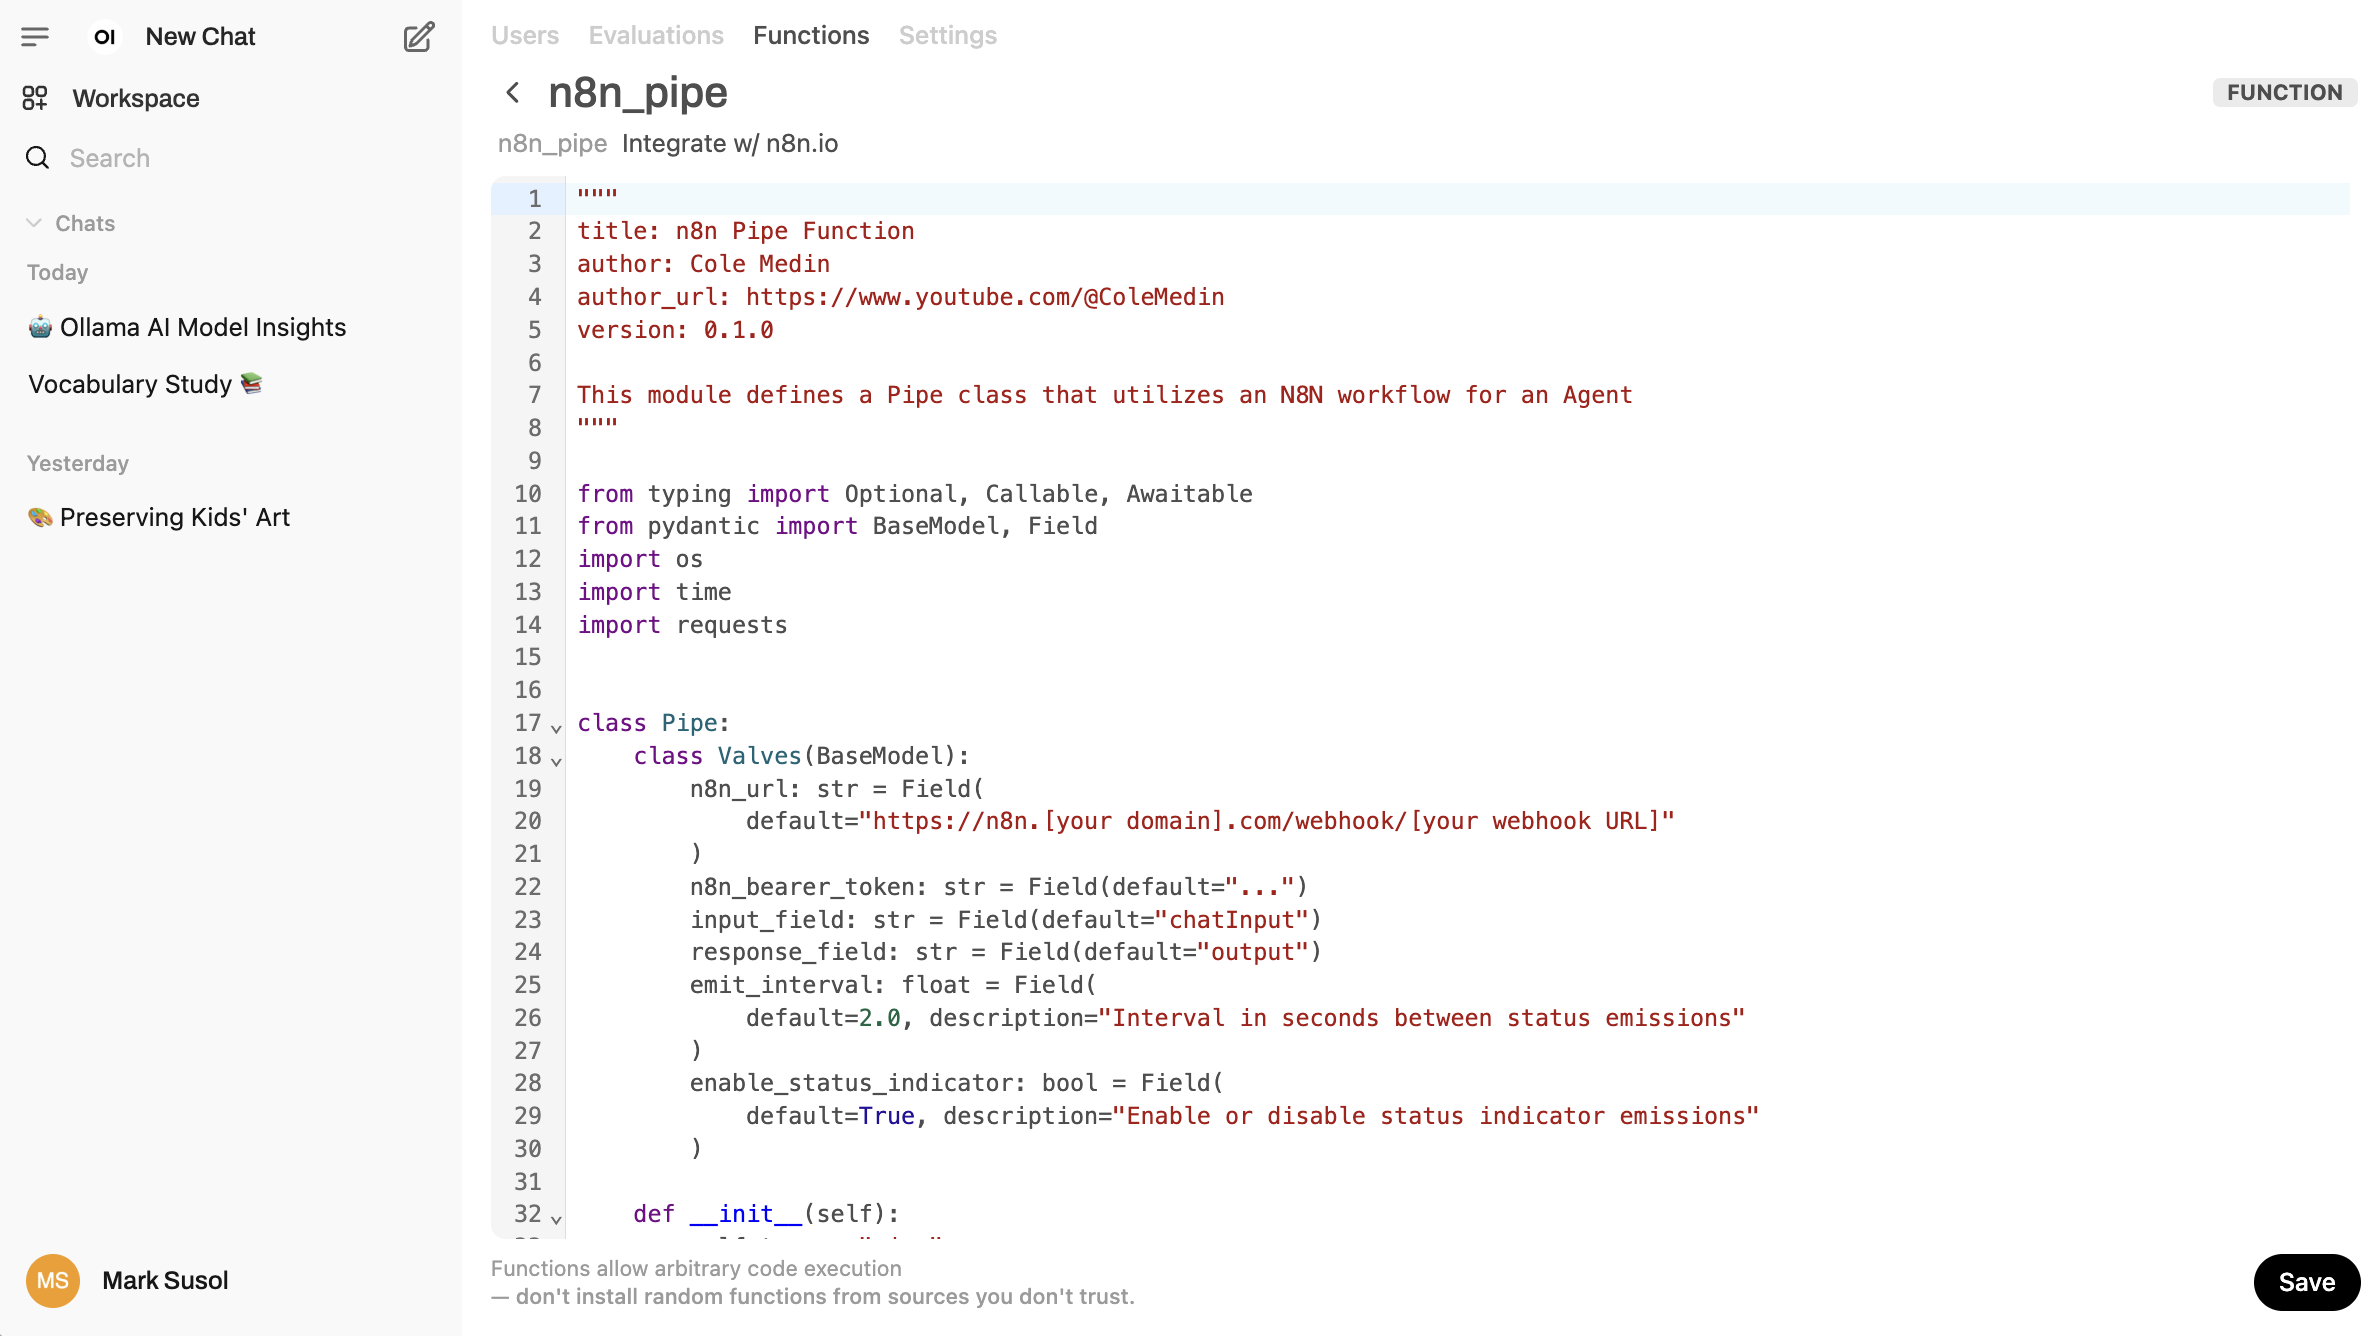 OI New Chat
Workspace
Search
Chats
Today
🤖 Ollama AI Model Insights
Vocabulary Study 📚
Yesterday
🎨 Preserving Kids' Art
MS Mark Susol
Users Evaluations Functions Settings
n8n_pipe
FUNCTION
n8n_pipe Integrate w/ n8n.io
1 """
2 title: n8n Pipe Function
3 author: Cole Medin
4 author_url: https://www.youtube.com/@ColeMedin
5 version: 0.1.0
6
7 This module defines a Pipe class that utilizes an N8N workflow for an Agent
8 """
9
10 from typing import Optional, Callable, Awaitable
11 from pydantic import BaseModel, Field
12 import os
13 import time
14 import requests
15
16
17 class Pipe:
18     class Valves(BaseModel):
19         n8n_url: str = Field(
20             default="https://n8n.[your domain].com/webhook/[your webhook URL]"
21         )
22         n8n_bearer_token: str = Field(default="...")
23         input_field: str = Field(default="chatInput")
24         response_field: str = Field(default="output")
25         emit_interval: float = Field(
26             default=2.0, description="Interval in seconds between status emissions"
27         )
28         enable_status_indicator: bool = Field(
29             default=True, description="Enable or disable status indicator emissions"
30         )
31
32     def __init__(self):
Functions allow arbitrary code execution
— don't install random functions from sources you don't trust.
Save